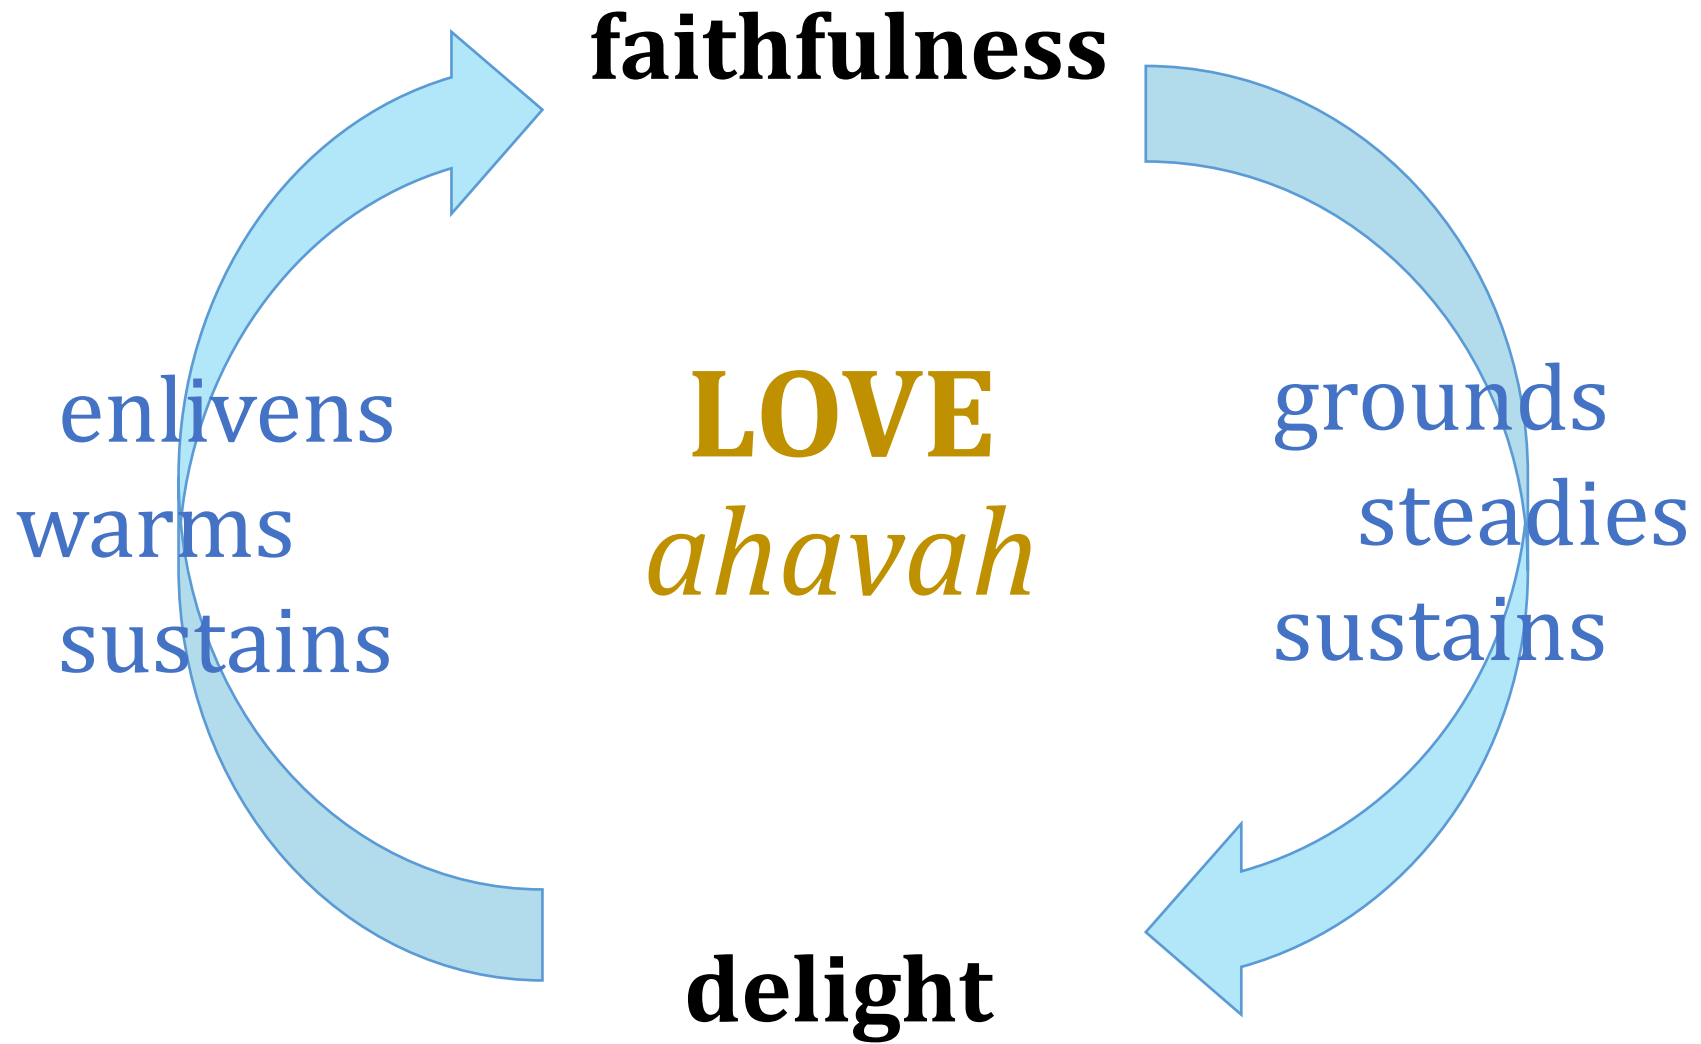 faithfulness
enlivens
warms
sustains
LOVE
ahavah
grounds
steadies
sustains
delight